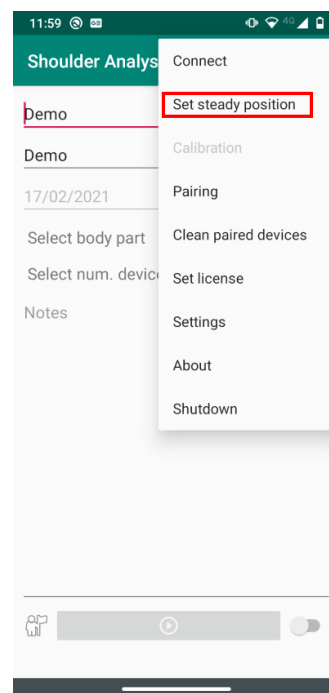 11:59
4G
Shoulder Analys
Connect
Demo
Set steady position
Demo
Calibration
17/02/2021
Pairing
Select body part
Clean paired devices
Select num. device
Set license
Notes
Settings
About
Shutdown